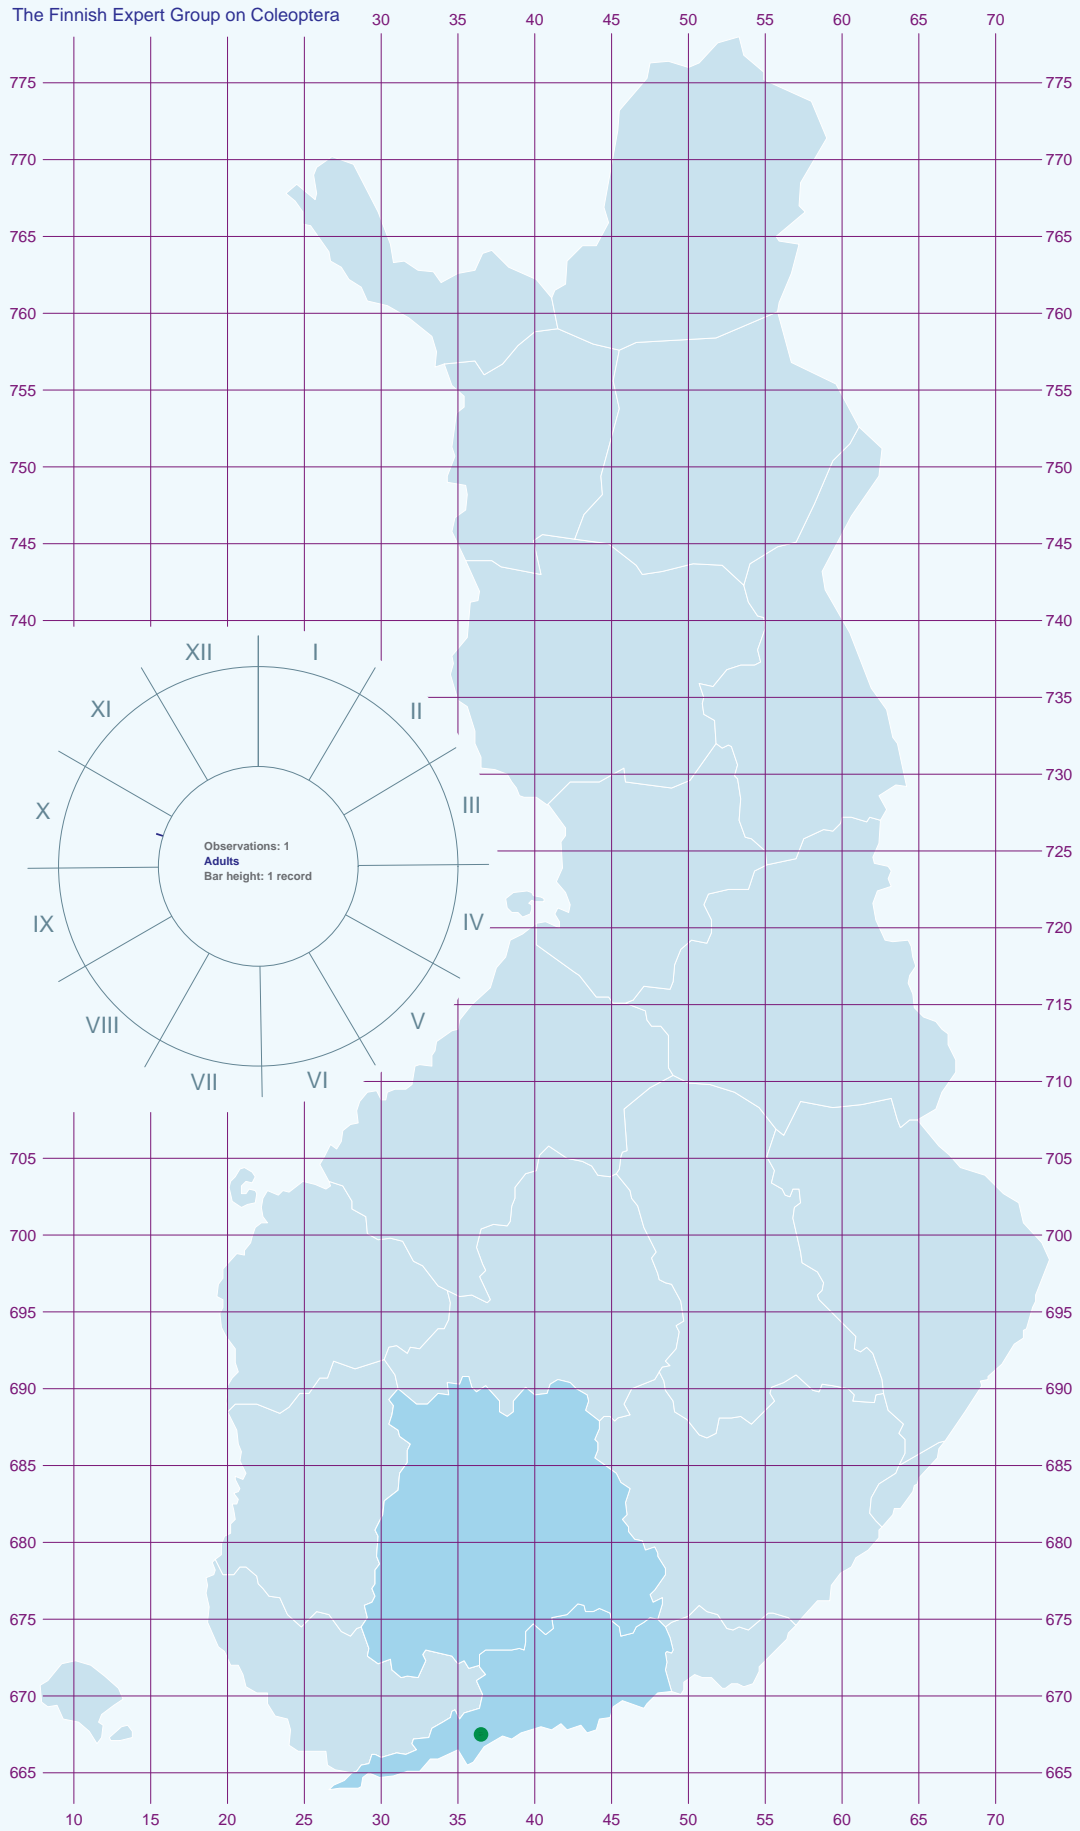 The Finnish Expert Group on Coleoptera
30 35 40 45 50 55 60 65 70
775 775
770 770
765 765
760 760
755 755
750 750
745 745
740 740
XII I
XI II
735
730
X III
Observations: 1
Adults
Bar height: 1 record
725
IX IV
720
VIII V
715
VII VI
710
705 705
700 700
695 695
690 690
685 685
680 680
675 675
670 670
665 665
10 15 20 25 30 35 40 45 50 55 60 65 70